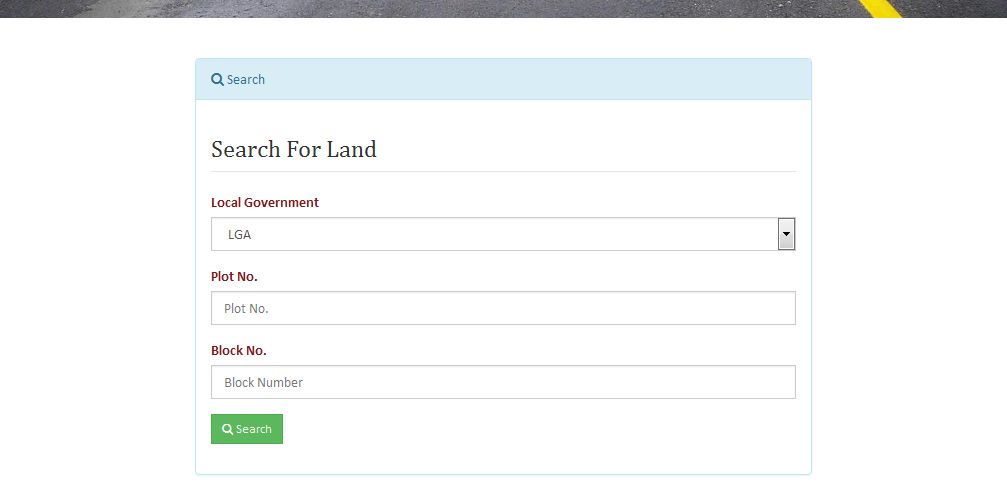 Search
Search For Land
Local Government
LGA
Plot No.
Plot No.
Block No.
Block Number
Search